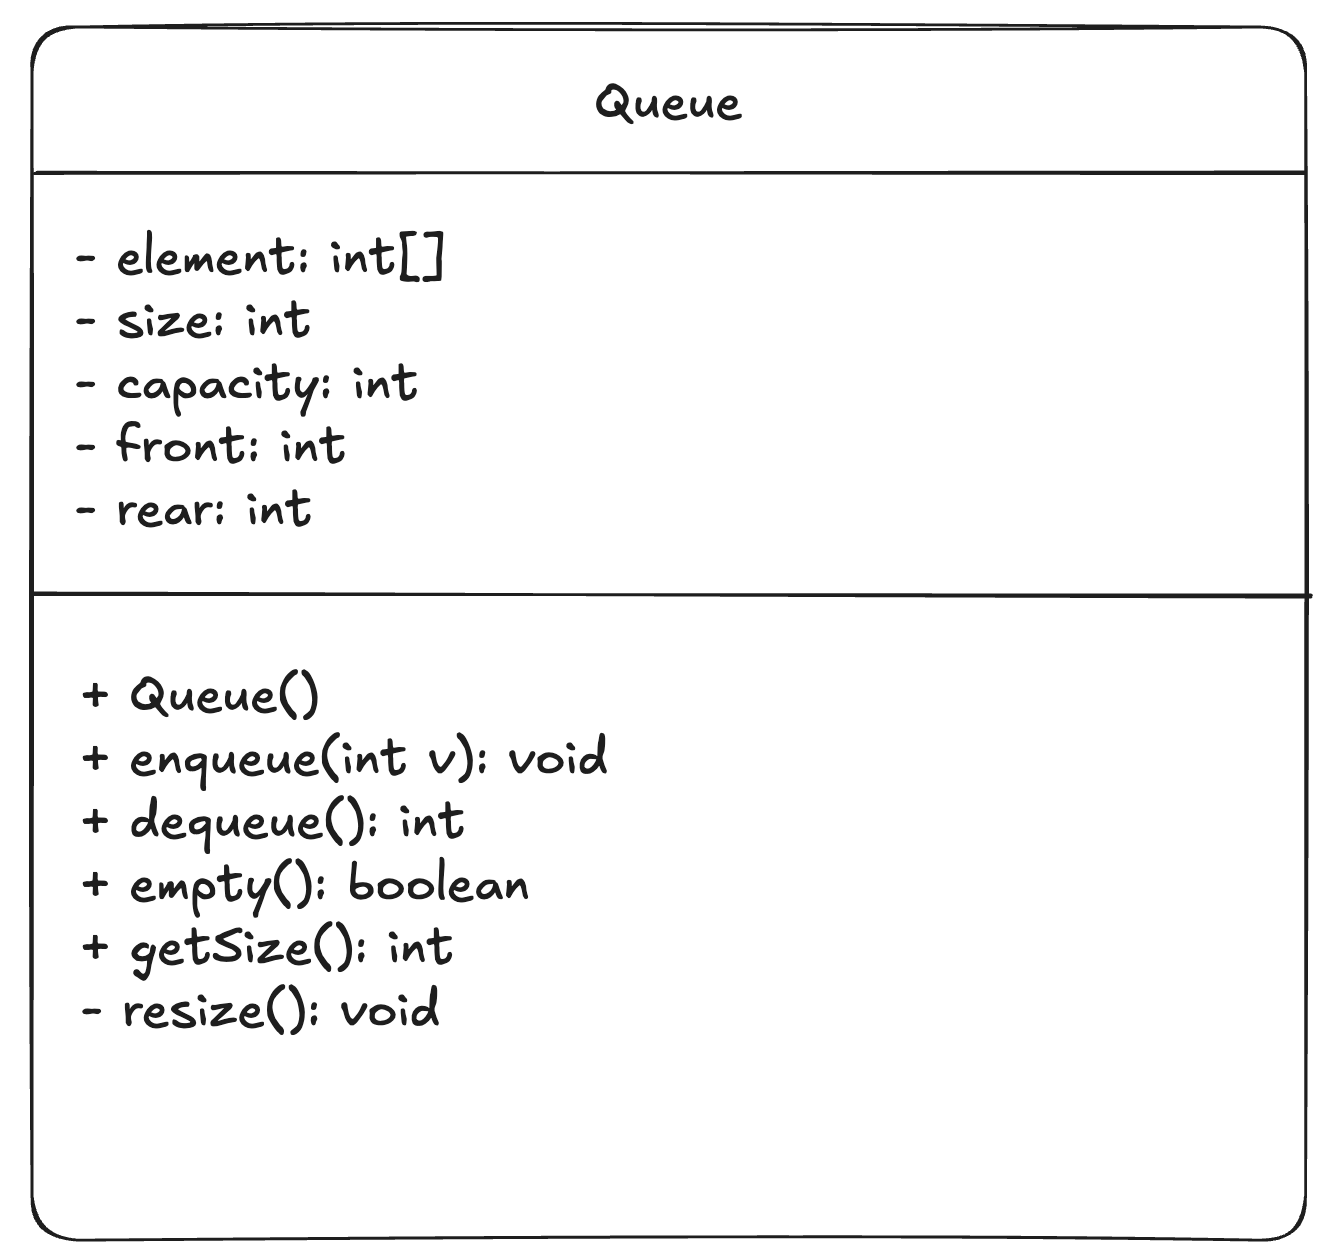 Queue
- element: int[]
- size: int
- capacity: int
- front: int
- rear: int
+ Queue()
+ enqueue(int v): void
+ dequeue(): int
+ empty(): boolean
+ getSize(): int
- resize(): void